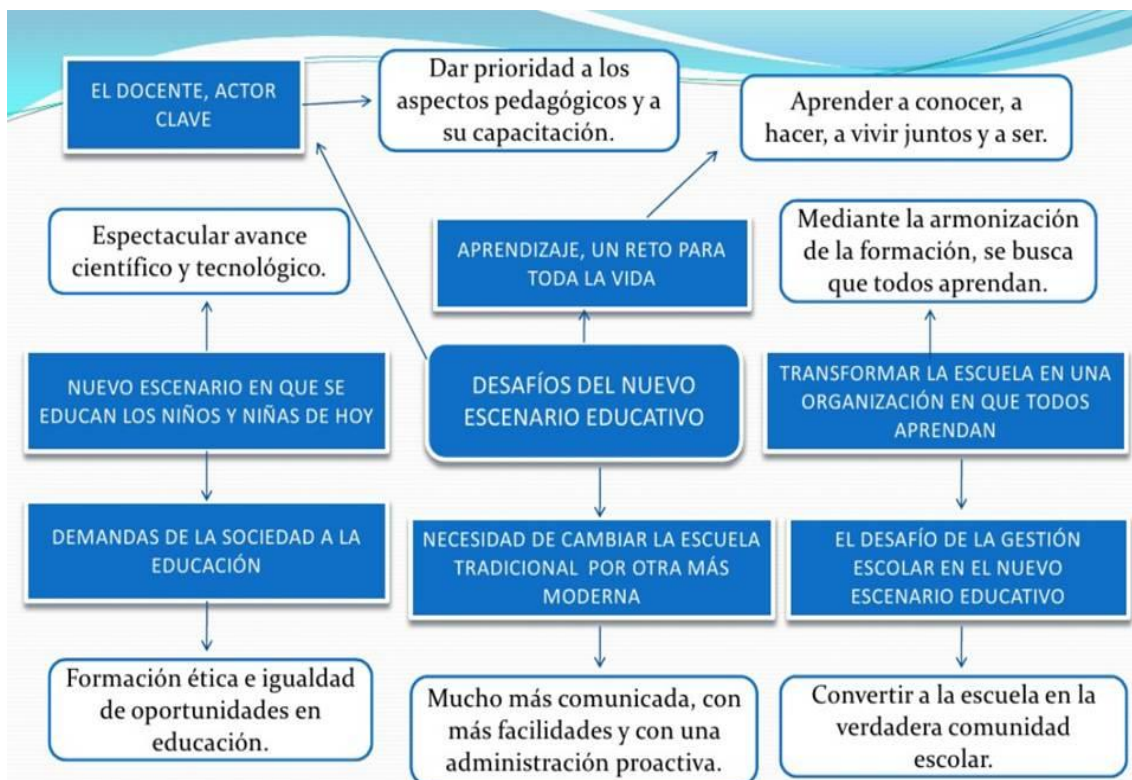 EL DOCENTE, ACTOR
CLAVE
Dar prioridad a los
aspectos pedagógicos y a
su capacitación.
Aprender a conocer, a
hacer, a vivir juntos y a ser.
Espectacular avance
científico y tecnológico.
APRENDIZAJE, UN RETO PARA
TODA LA VIDA
Mediante la armonización
de la formación, se busca
que todos aprendan.
NUEVO ESCENARIO EN QUE SE
EDUCAN LOS NIÑOS Y NIÑAS DE HOY
DESAFÍOS DEL NUEVO
ESCENARIO EDUCATIVO
TRANSFORMAR LA ESCUELA EN UNA
ORGANIZACIÓN EN QUE TODOS
APRENDAN
DEMANDAS DE LA SOCIEDAD A LA
EDUCACIÓN
NECESIDAD DE CAMBIAR LA ESCUELA
TRADICIONAL POR OTRA MÁS
MODERNA
EL DESAFÍO DE LA GESTIÓN
ESCOLAR EN EL NUEVO
ESCENARIO EDUCATIVO
Formación ética e igualdad
de oportunidades en
educación.
Mucho más comunicada, con
más facilidades y con una
administración proactiva.
Convertir a la escuela en la
verdadera comunidad
escolar.